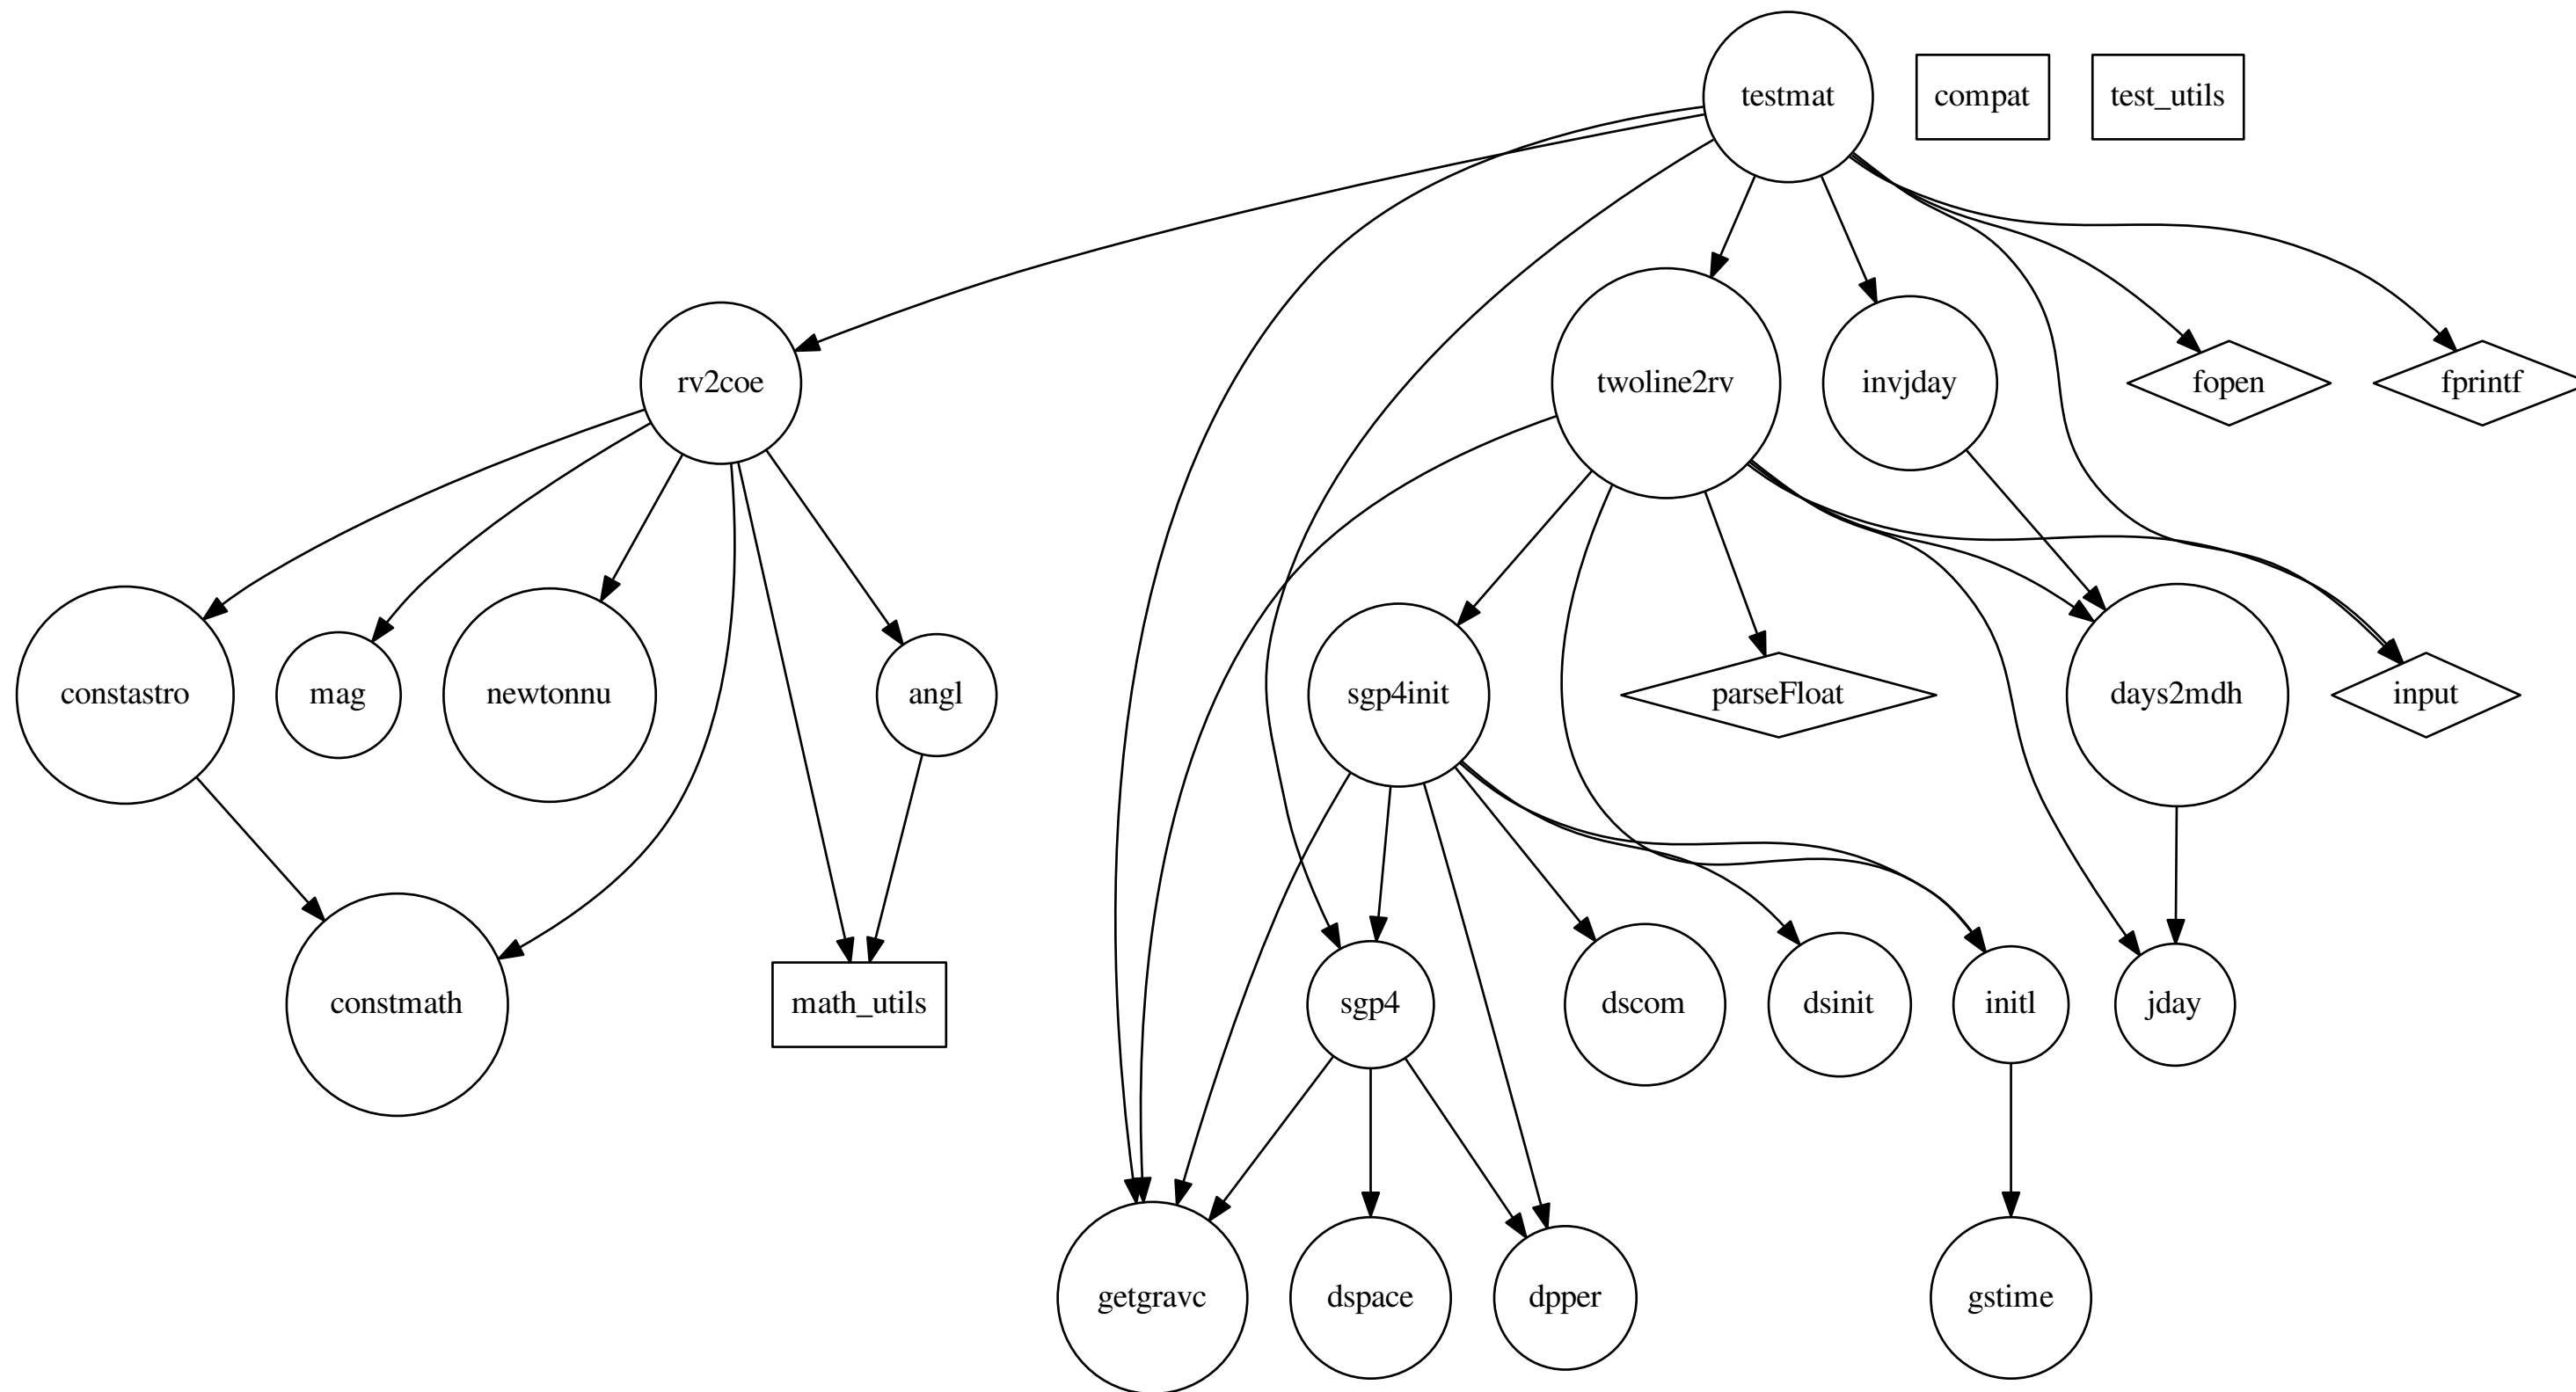 testmat
compat
test_utils
rv2coe
twoline2rv
invjday
fopen
fprintf
constastro
mag
newtonnu
angl
sgp4init
parseFloat
days2mdh
input
constmath
math_utils
sgp4
dscom
dsinit
initl
jday
getgravc
dspace
dpper
gstime